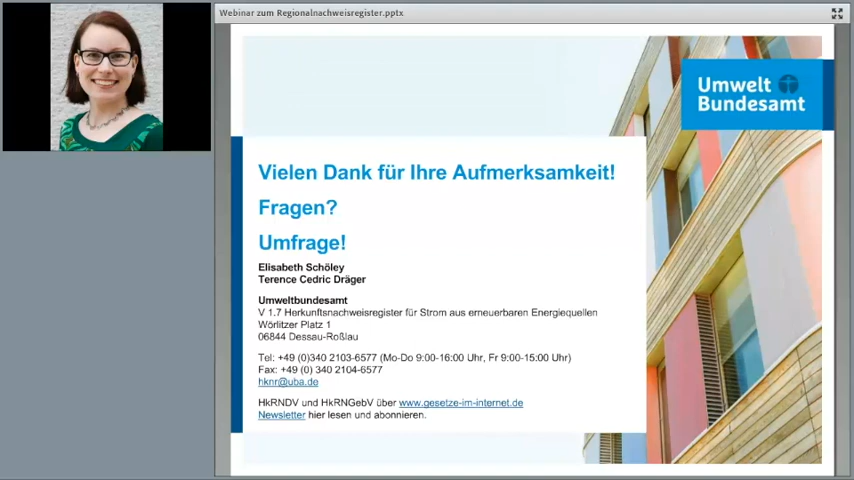 Webinar zum Regionalnachweisregister.pptx
Umwelt
Bundesamt
Vielen Dank für Ihre Aufmerksamkeit!
Fragen?
Umfrage!
Elisabeth Schöley
Terence Cedric Dräger
Umweltbundesamt
V 1.7 Herkunftsnachweisregister für Strom aus erneuerbaren Energiequellen
Wörlitzer Platz 1
06844 Dessau-Roßlau
Tel: +49 (0)340 2103-6577 (Mo-Do 9:00-16:00 Uhr, Fr 9:00-15:00 Uhr)
Fax: +49 (0) 340 2104-6577
hknr@uba.de
HkRNDV und HkRNGebV über www.gesetze-im-internet.de
Newsletter hier lesen und abonnieren.